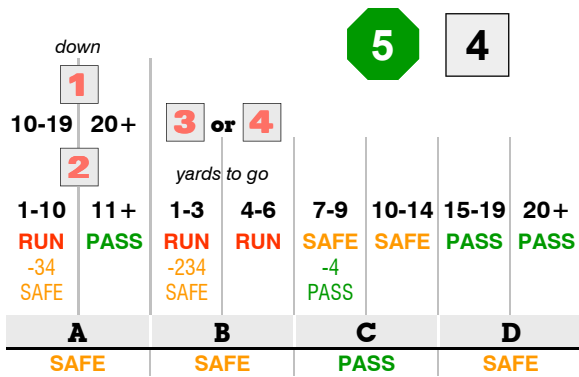 5 4
down
1
10-19 20+ 3 or 4
2 yards to go
1-10 11+ 1-3 4-6 7-9 10-14 15-19 20+
RUN PASS RUN RUN SAFE SAFE PASS PASS
-34 -234 -4
SAFE SAFE PASS
A B C D
SAFE SAFE PASS SAFE